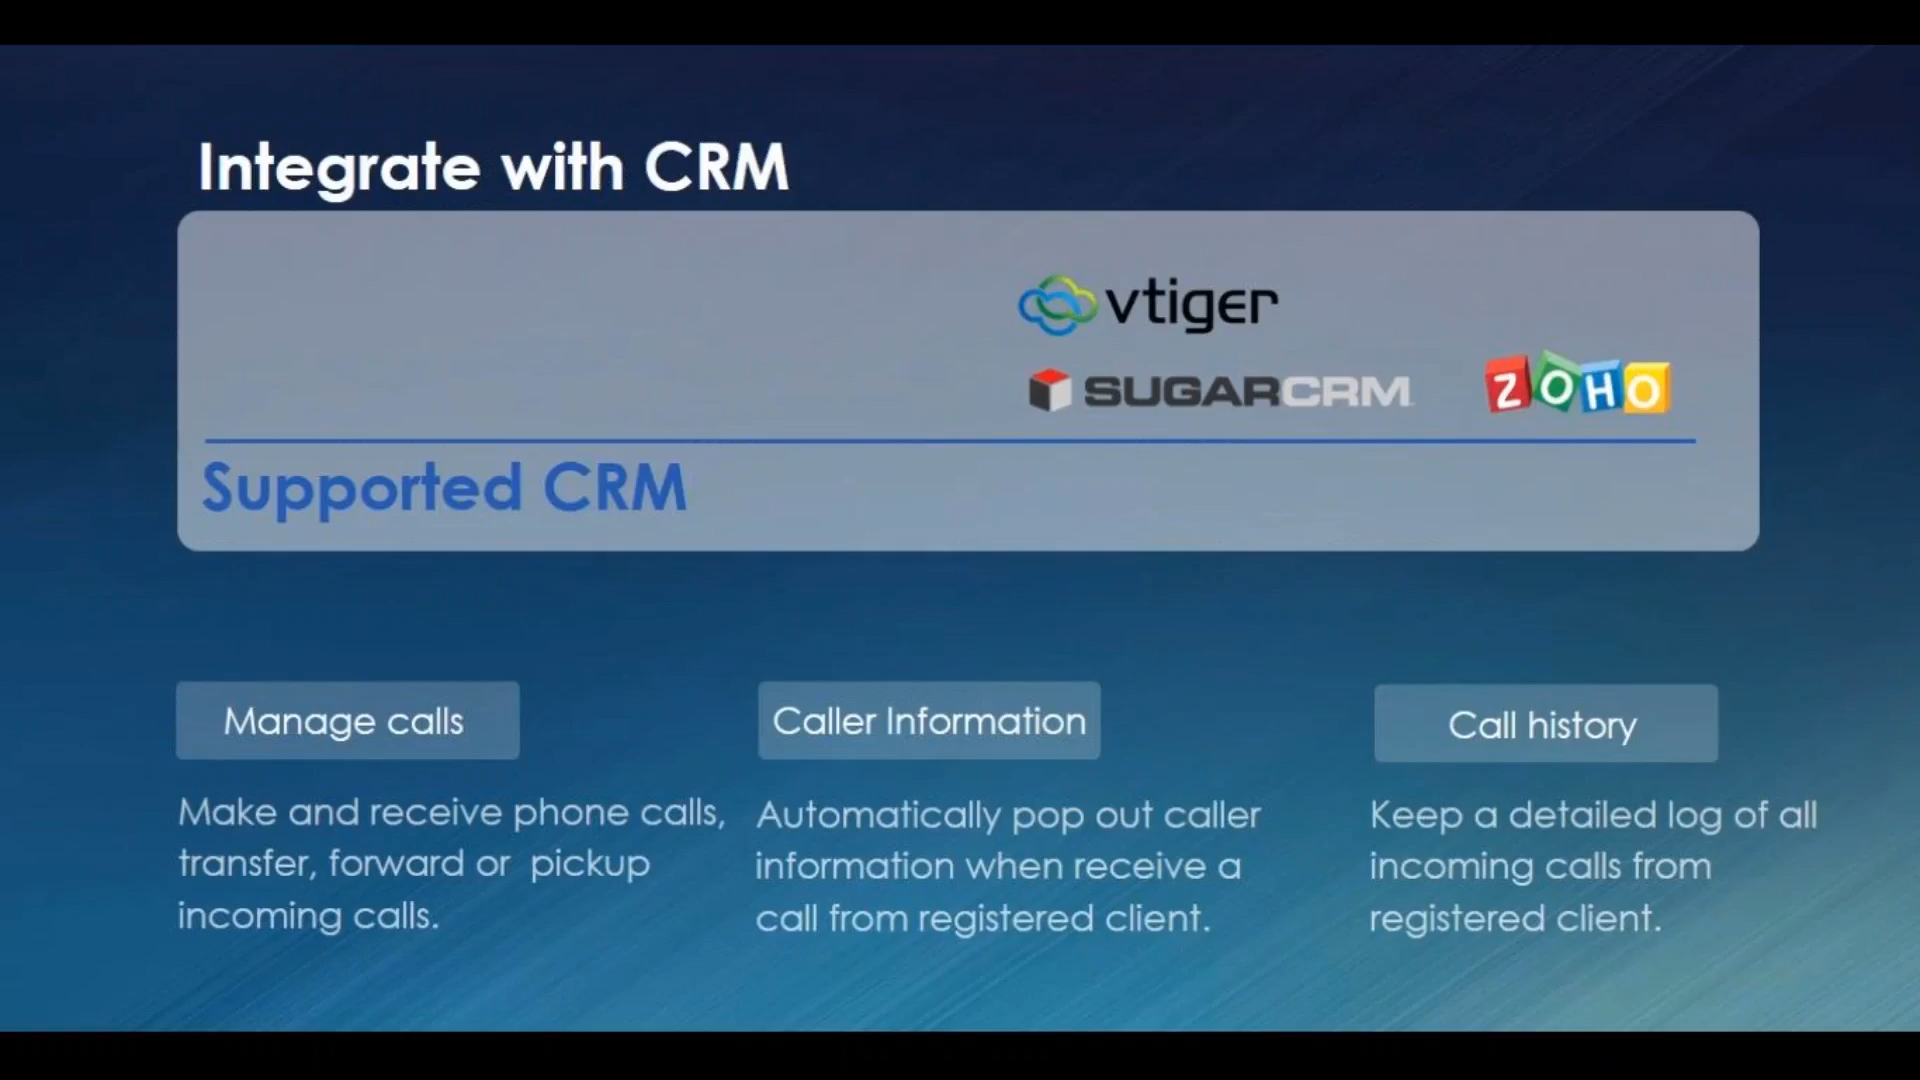 Integrate with CRM
vtiger
SUGARCRM
ZOHO
Supported CRM
Manage calls
Make and receive phone calls,
transfer, forward or pickup
incoming calls.
Caller Information
Automatically pop out caller
information when receive a
call from registered client.
Call history
Keep a detailed log of all
incoming calls from
registered client.